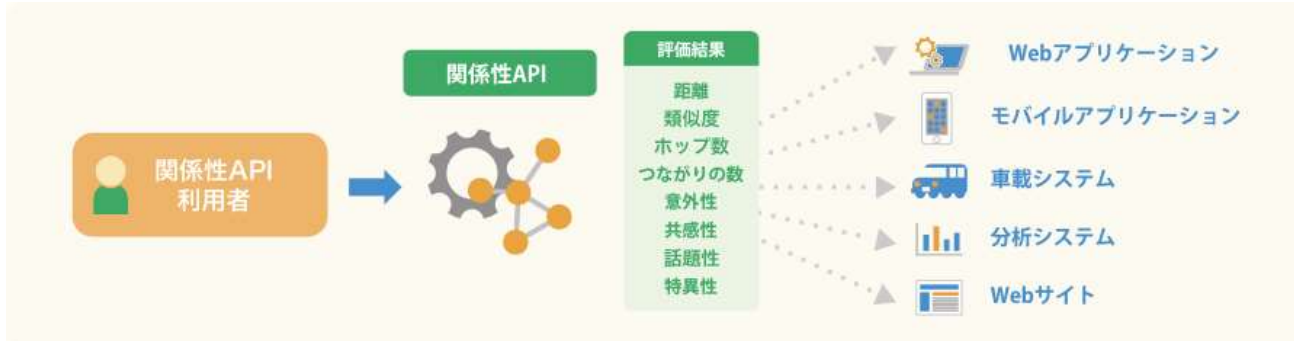 関係性API
利用者
関係性API
評価結果
距離
類似度
ホップ数
つながりの数
意外性
共感性
話題性
特異性
Webアプリケーション
モバイルアプリケーション
車載システム
分析システム
Webサイト